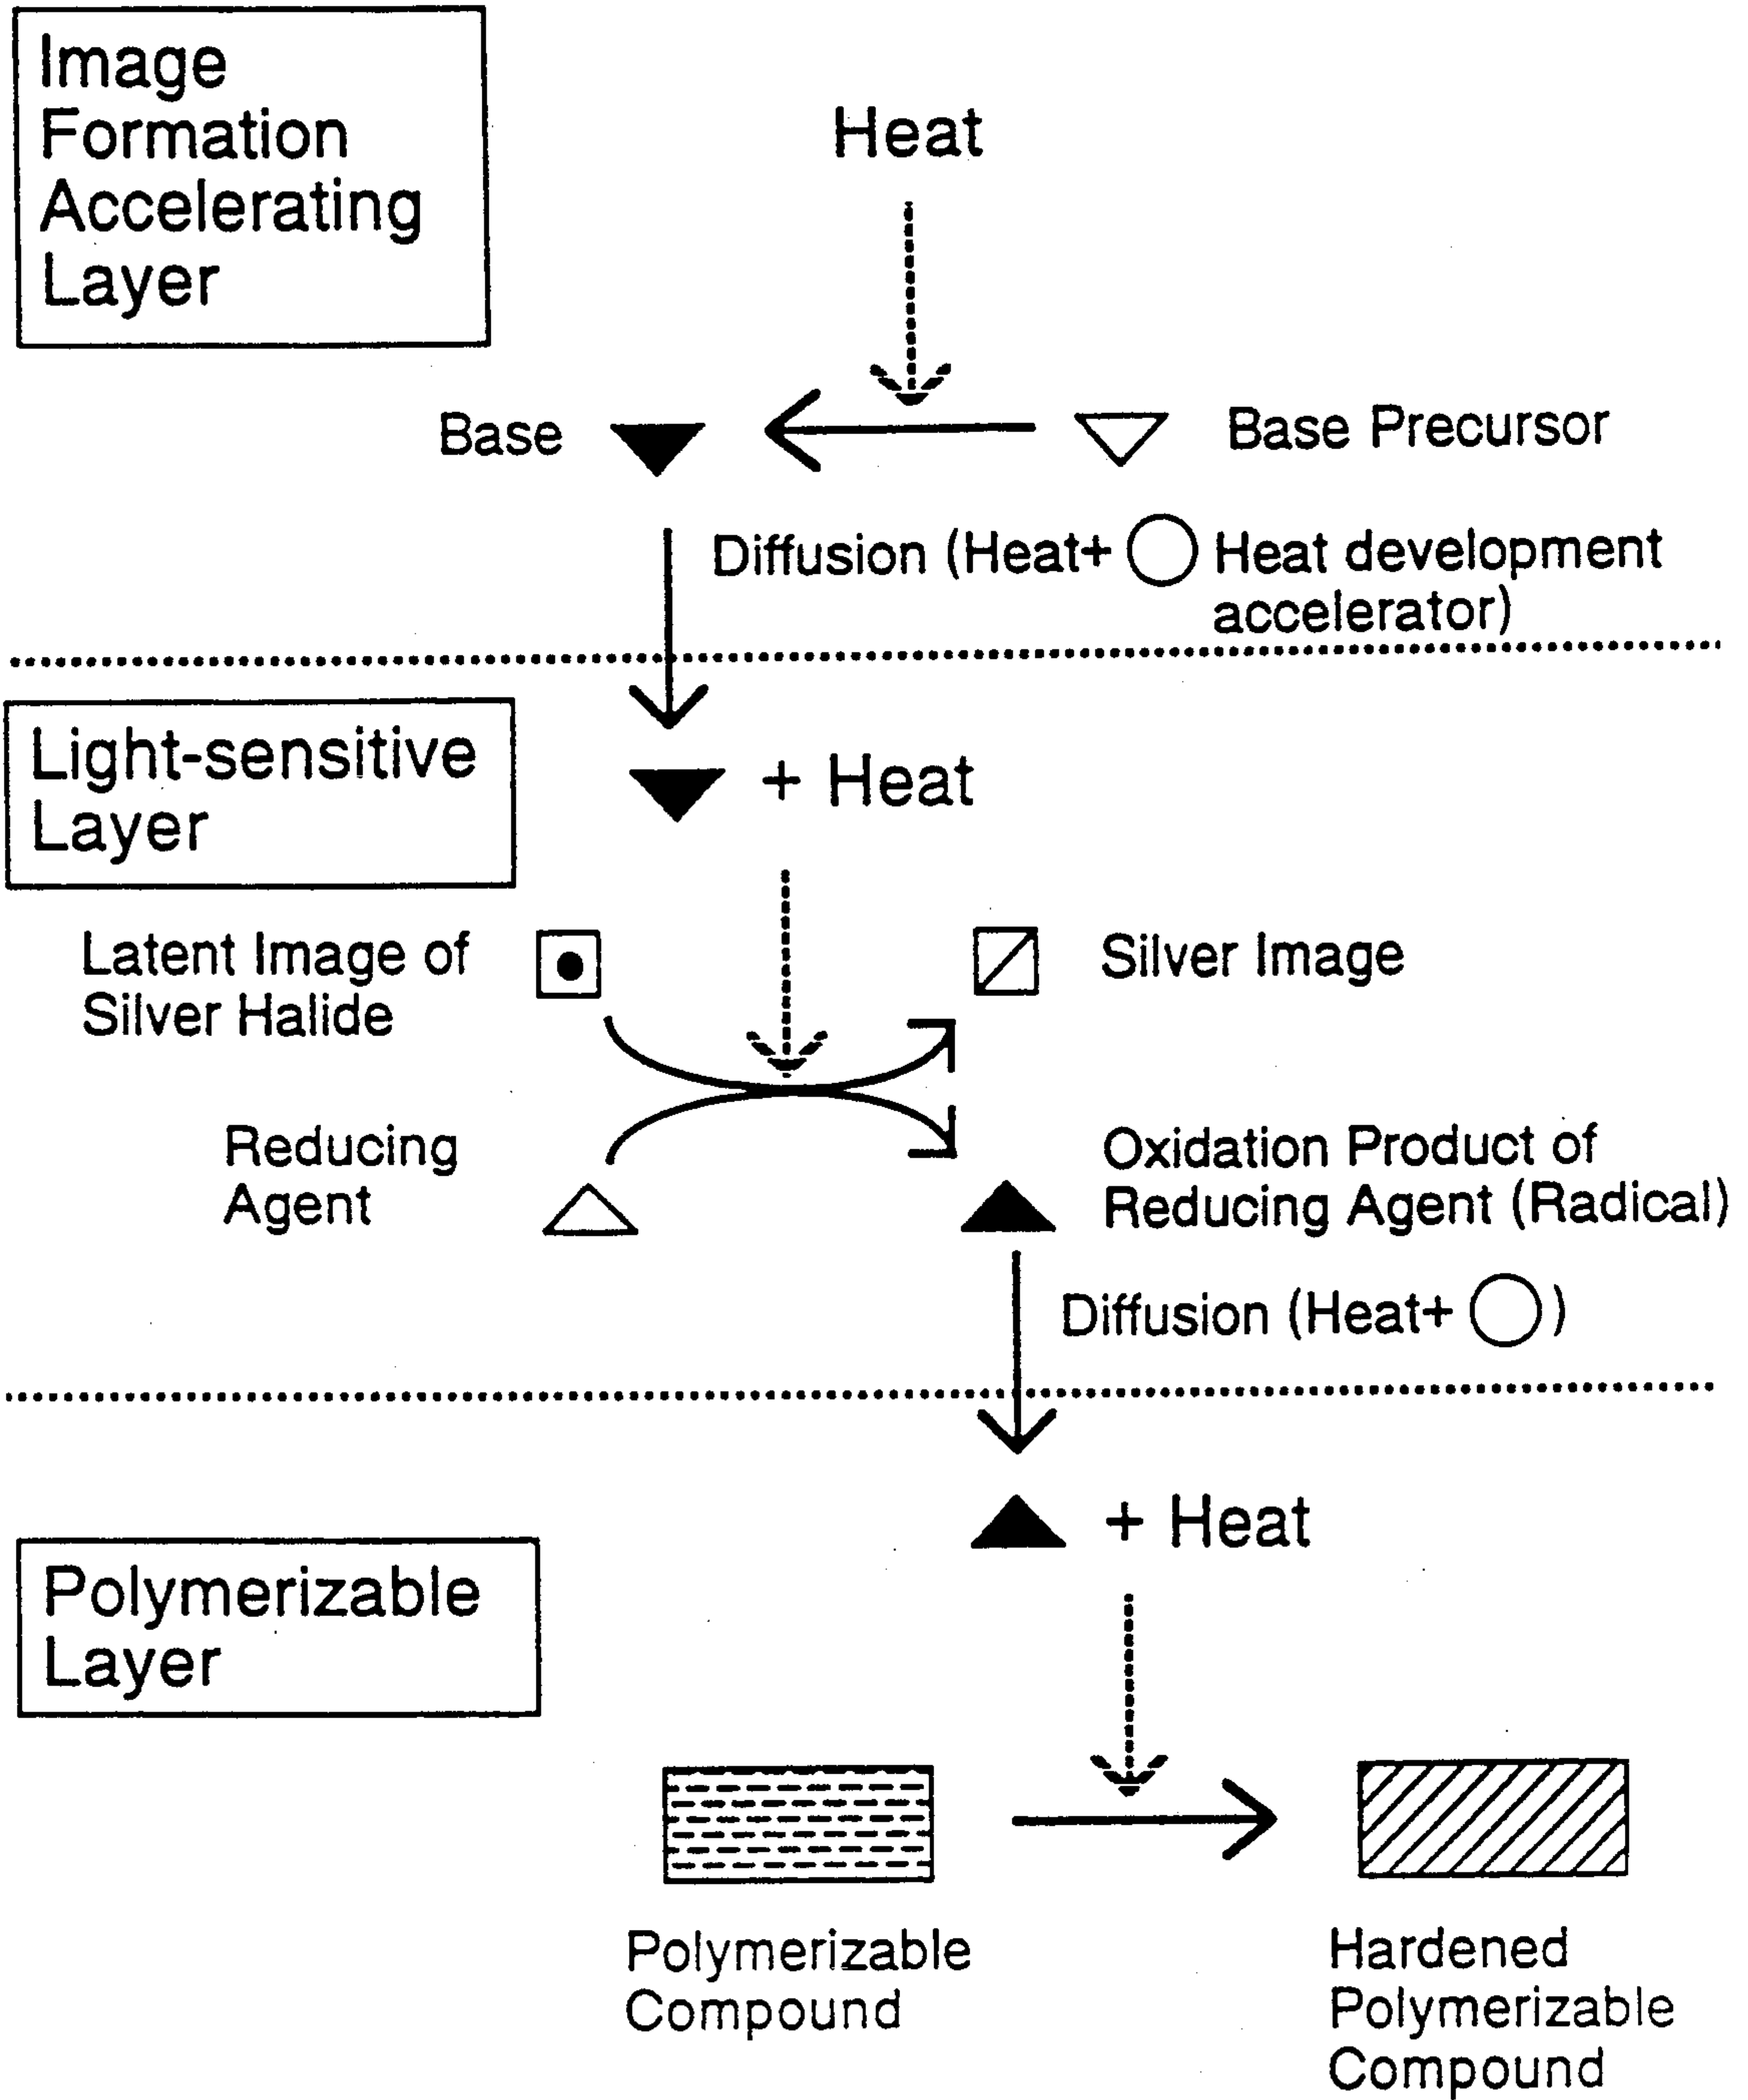 Image
Formation
Accelerating
Layer
Heat
Base
Base Precursor
Diffusion (Heat+ Heat development
accelerator)
Light-sensitive
Layer
+ Heat
Latent Image of
Silver Halide
Silver Image
Reducing
Agent
Oxidation Product of
Reducing Agent (Radical)
Diffusion (Heat+ )
+ Heat
Polymerizable
Layer
Polymerizable
Compound
Hardened
Polymerizable
Compound